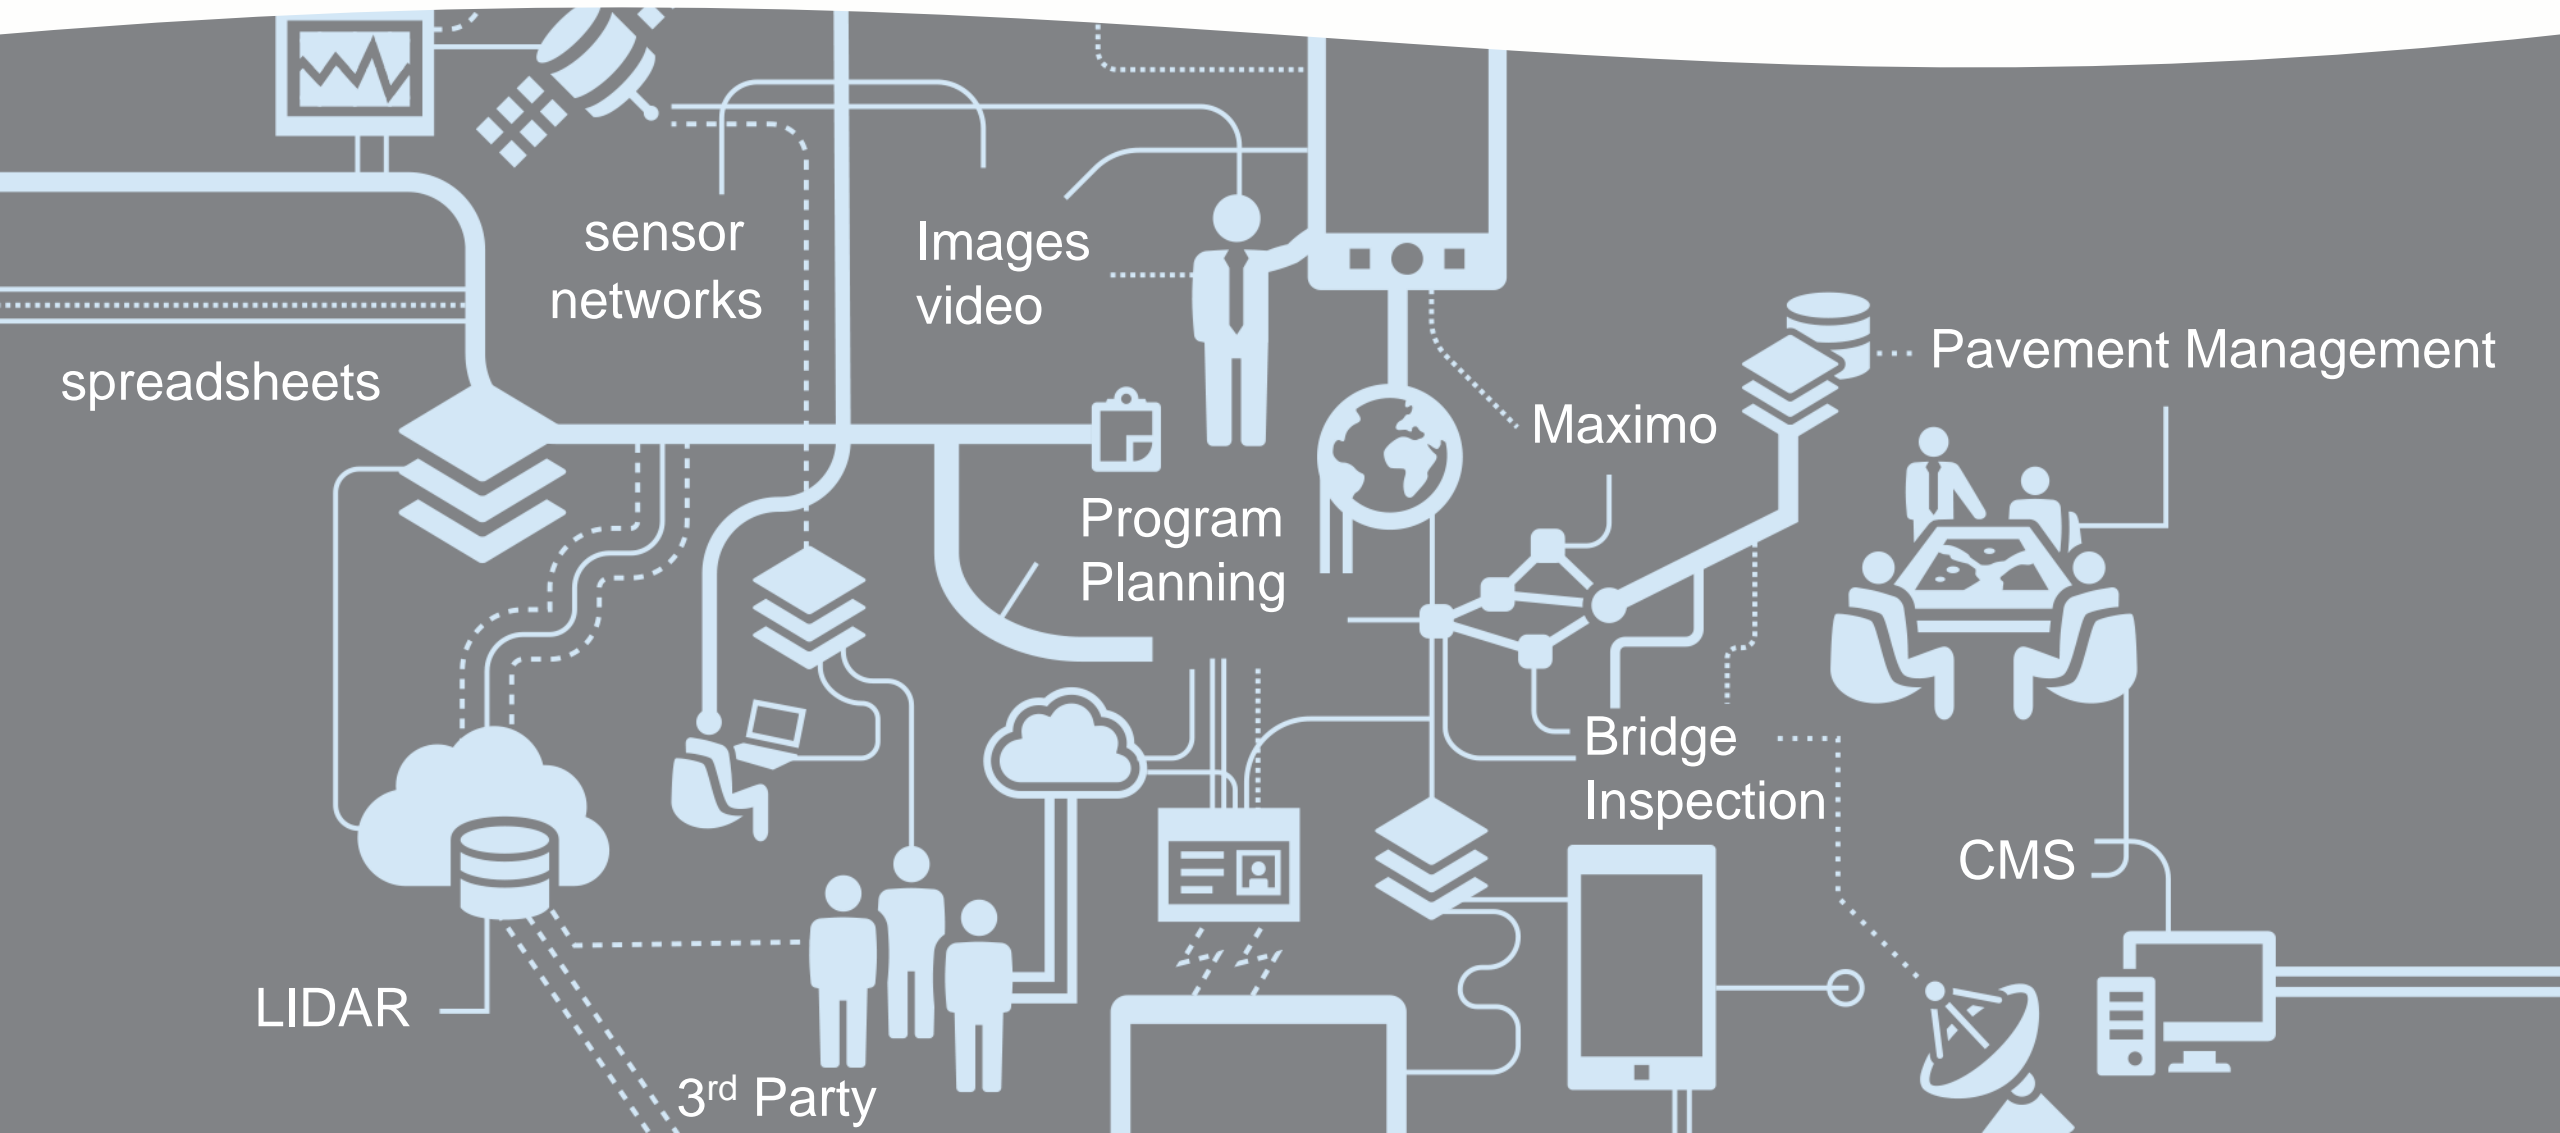 sensor
networks
Images
video
spreadsheets
Pavement Management
Maximo
Program
Planning
Bridge
Inspection
CMS
LIDAR
3rd Party